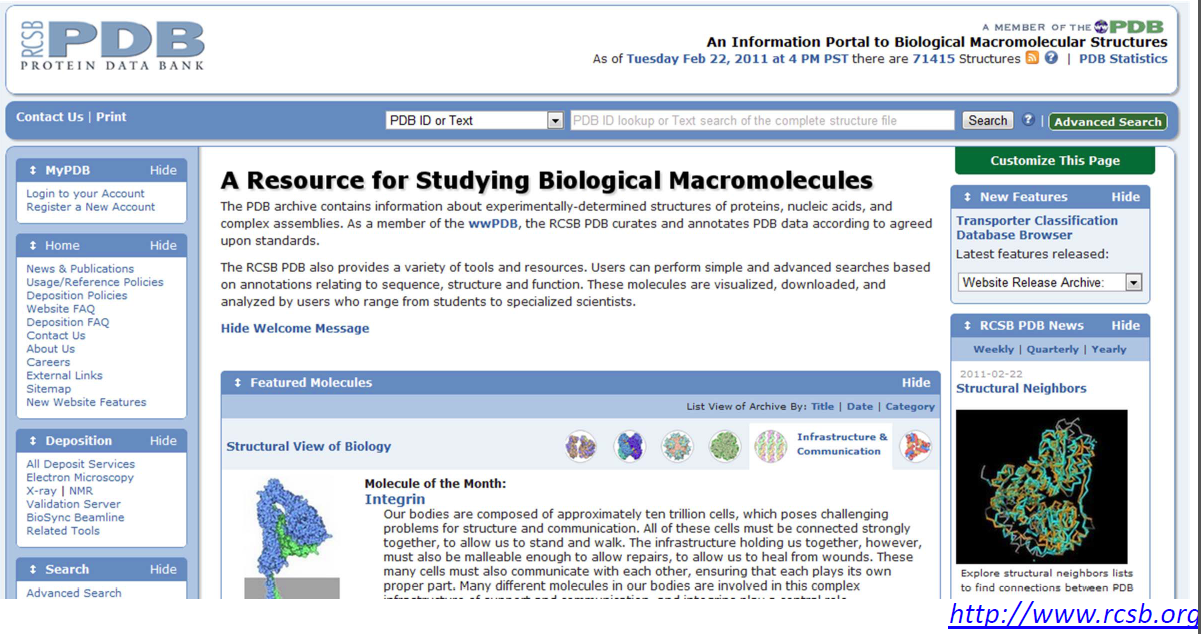 RCSB
PDB
PROTEIN DATA BANK
A MEMBER OF THE PDB
An Information Portal to Biological Macromolecular Structures
As of Tuesday Feb 22, 2011 at 4 PM PST there are 71415 Structures ? | PDB Statistics
Contact Us | Print
PDB ID or Text
PDB ID lookup or Text search of the complete structure file
Search ? | Advanced Search
MyPDB Hide
Login to your Account
Register a New Account
Home Hide
News & Publications
Usage/Reference Policies
Deposition Policies
Website FAQ
Deposition FAQ
Contact Us
About Us
Careers
External Links
Sitemap
New Website Features
Deposition Hide
All Deposit Services
Electron Microscopy
X-ray | NMR
Validation Server
BioSync Beamline
Related Tools
Search Hide
Advanced Search
A Resource for Studying Biological Macromolecules
The PDB archive contains information about experimentally-determined structures of proteins, nucleic acids, and
complex assemblies. As a member of the wwPDB, the RCSB PDB curates and annotates PDB data according to agreed
upon standards.
The RCSB PDB also provides a variety of tools and resources. Users can perform simple and advanced searches based
on annotations relating to sequence, structure and function. These molecules are visualized, downloaded, and
analyzed by users who range from students to specialized scientists.
Hide Welcome Message
Featured Molecules Hide
List View of Archive By: Title | Date | Category
Structural View of Biology
Infrastructure &
Communication
Molecule of the Month:
Integrin
Our bodies are composed of approximately ten trillion cells, which poses challenging
problems for structure and communication. All of these cells must be connected strongly
together, to allow us to stand and walk. The infrastructure holding us together, however,
must also be malleable enough to allow repairs, to allow us to heal from wounds. These
many cells must also communicate with each other, ensuring that each plays its own
proper part. Many different molecules in our bodies are involved in this complex
Customize This Page
New Features Hide
Transporter Classification
Database Browser
Latest features released:
Website Release Archive:
RCSB PDB News Hide
Weekly | Quarterly | Yearly
2011-02-22
Structural Neighbors
Explore structural neighbors lists
to find connections between PDB
http://www.rcsb.org